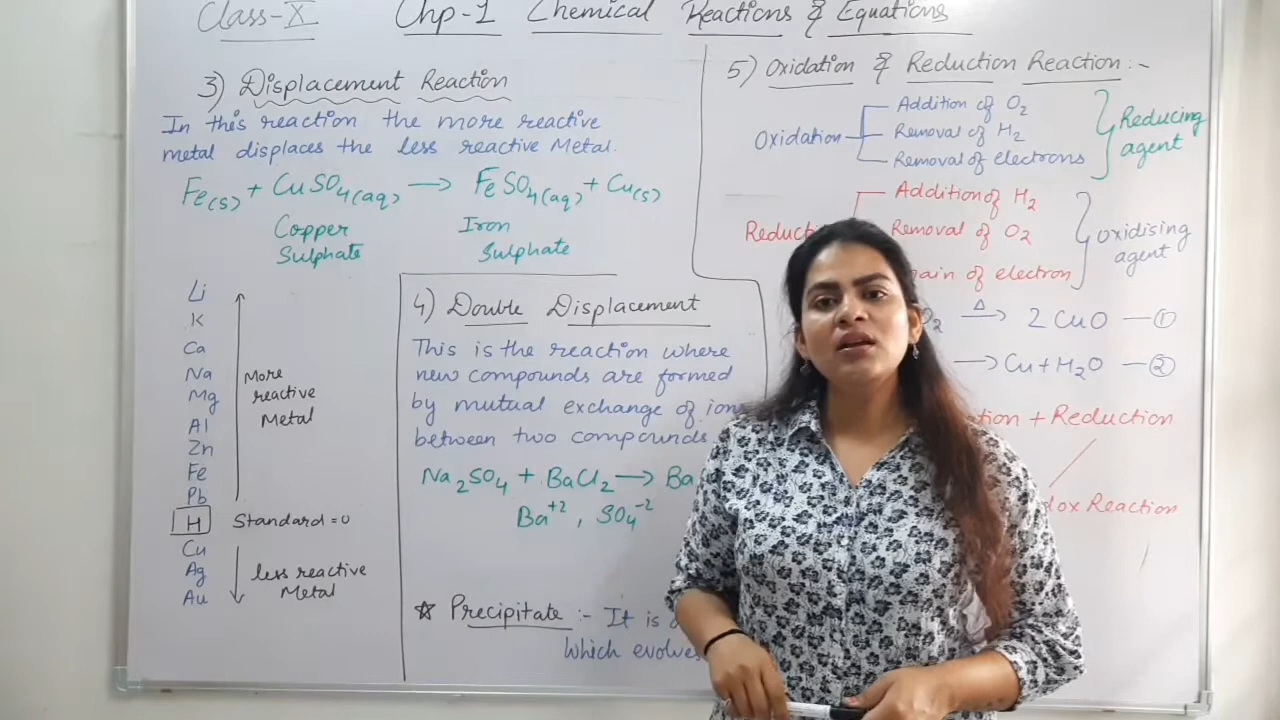 Class-X Chp-1 Chemical Reactions & Equations
3) Displacement Reaction
In this reaction the more reactive
metal displaces the less reactive Metal.
Fe(s) + CuSO4(aq) → FeSO4(aq) + Cu(s)
Copper Iron
Sulphate Sulphate
Li
K
Ca
Na
Mg
Al
Zn
Fe
Pb
H
Cu
Ag
Au
More
reactive
Metal
Standard = 0
less reactive
Metal
4) Double Displacement
This is the reaction where
new compounds are formed
by mutual exchange of ion
between two compounds.
Na2SO4 + BaCl2 → Ba
Ba+2 , SO4-2
☆ Precipitate :- It is
which evolves
5) Oxidation & Reduction Reaction :-
Oxidation
Addition of O2
Removal of H2
Removal of electrons
Reducing
agent
Addition of H2
Removal of O2
of electron
oxidising
agent
Δ → 2CuO — ①
→ Cu + H2O — ②
+ Reduction
Reaction